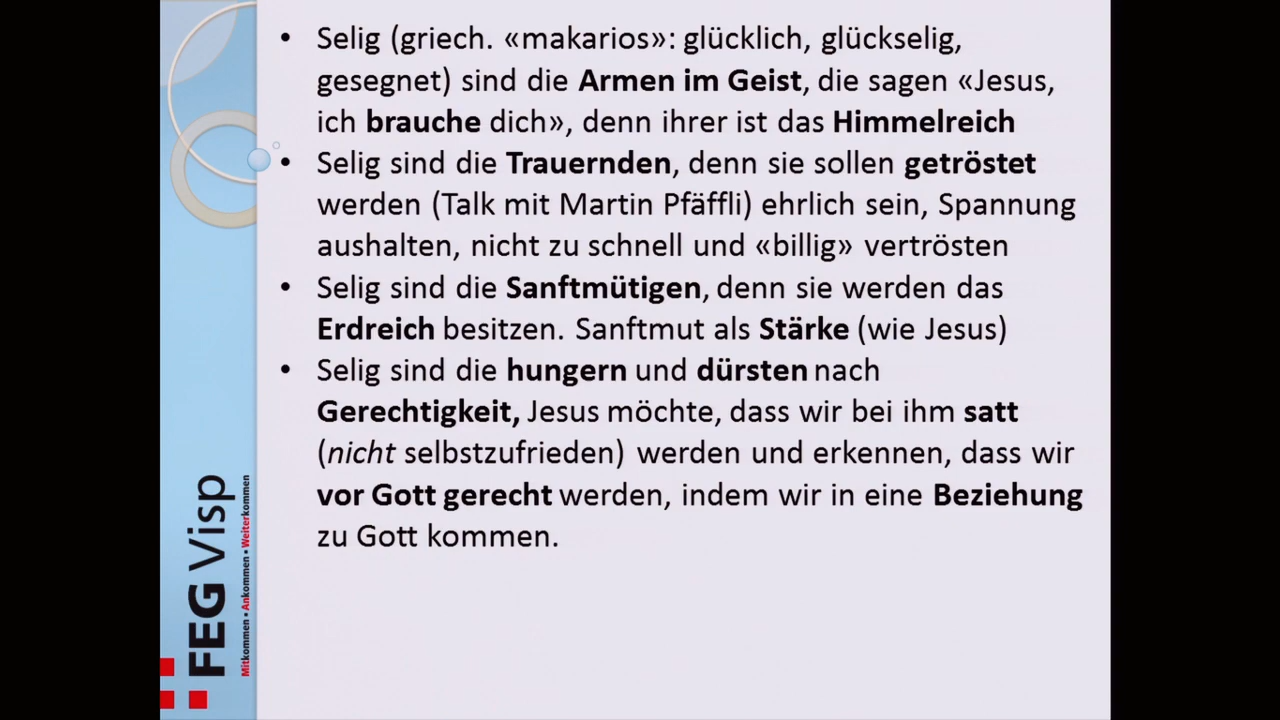 • Selig (griech. «makarios»: glücklich, glückselig,
gesegnet) sind die Armen im Geist, die sagen «Jesus,
ich brauche dich», denn ihrer ist das Himmelreich
• Selig sind die Trauernden, denn sie sollen getröstet
werden (Talk mit Martin Pfäffli) ehrlich sein, Spannung
aushalten, nicht zu schnell und «billig» vertrösten
• Selig sind die Sanftmütigen, denn sie werden das
Erdreich besitzen. Sanftmut als Stärke (wie Jesus)
• Selig sind die hungern und dürsten nach
Gerechtigkeit, Jesus möchte, dass wir bei ihm satt
(nicht selbstzufrieden) werden und erkennen, dass wir
vor Gott gerecht werden, indem wir in eine Beziehung
zu Gott kommen.
FEG Visp
Mitkommen • Ankommen • Weiterkommen